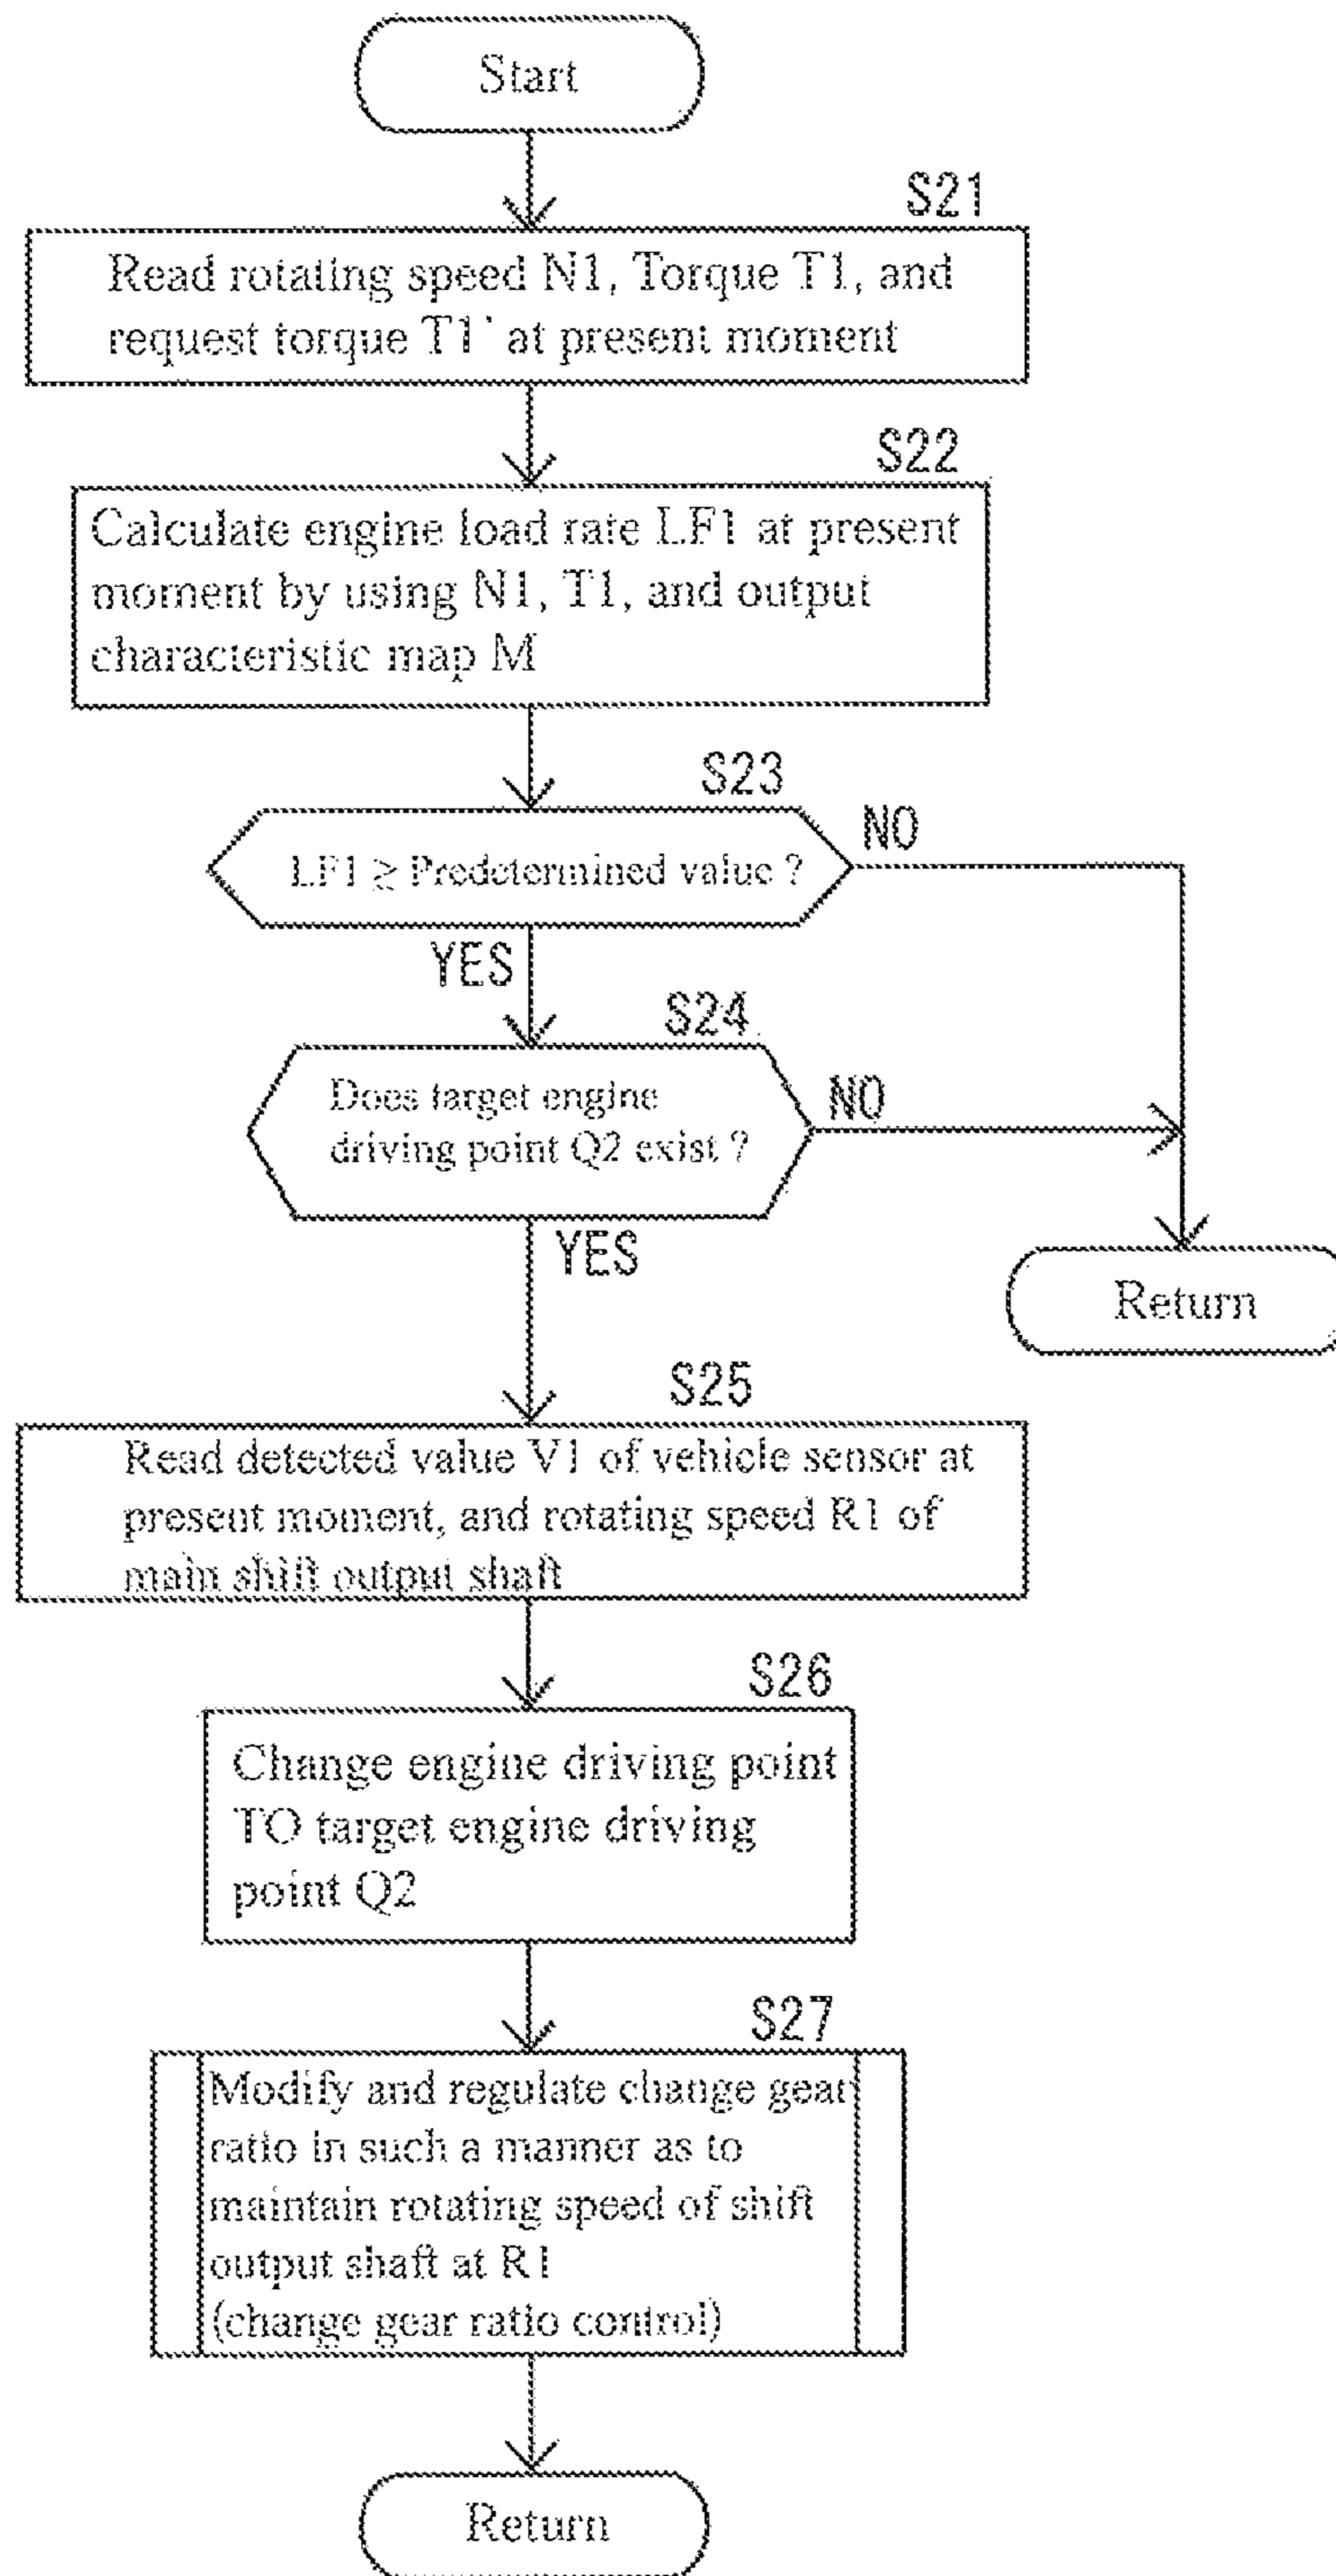 Start
S21
Read rotating speed N1, Torque T1, and
request torque T1' at present moment
S22
Calculate engine load rate LF1 at present
moment by using N1, T1, and output
characteristic map M
S23
LF1 ≧ Predetermined value ?
NO
YES
S24
Does target engine
driving point Q2 exist ?
NO
YES
Return
S25
Read detected value V1 of vehicle sensor at
present moment, and rotating speed R1 of
main shift output shaft
S26
Change engine driving point
TO target engine driving
point Q2
S27
Modify and regulate change gear
ratio in such a manner as to
maintain rotating speed of shift
output shaft at R1
(change gear ratio control)
Return